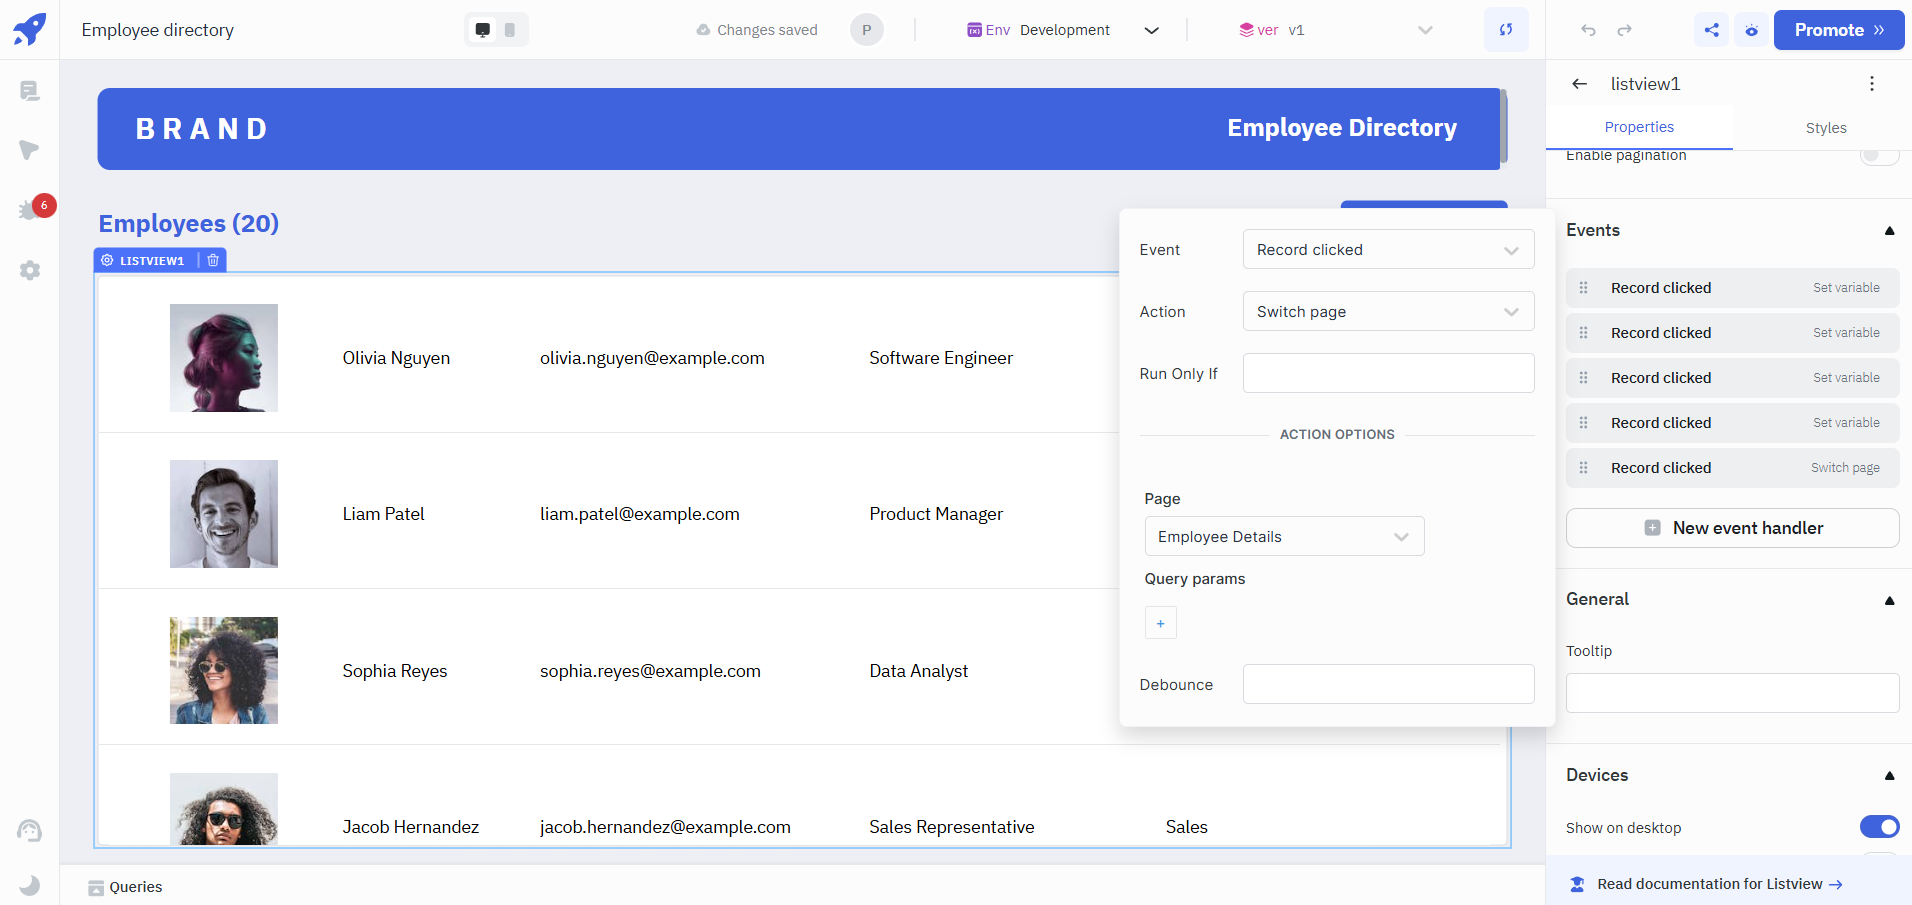 Employee directory
Changes saved
P
Env Development
ver v1
Promote »
6
BRAND
Employee Directory
Employees (20)
LISTVIEW1
Olivia Nguyen olivia.nguyen@example.com Software Engineer
Liam Patel liam.patel@example.com Product Manager
Sophia Reyes sophia.reyes@example.com Data Analyst
Jacob Hernandez jacob.hernandez@example.com Sales Representative Sales
Queries
Event Record clicked
Action Switch page
Run Only If
ACTION OPTIONS
Page
Employee Details
Query params
+
Debounce
← listview1
Properties Styles
Enable pagination
Events
Record clicked Set variable
Record clicked Set variable
Record clicked Set variable
Record clicked Set variable
Record clicked Switch page
New event handler
General
Tooltip
Devices
Show on desktop
Read documentation for Listview →